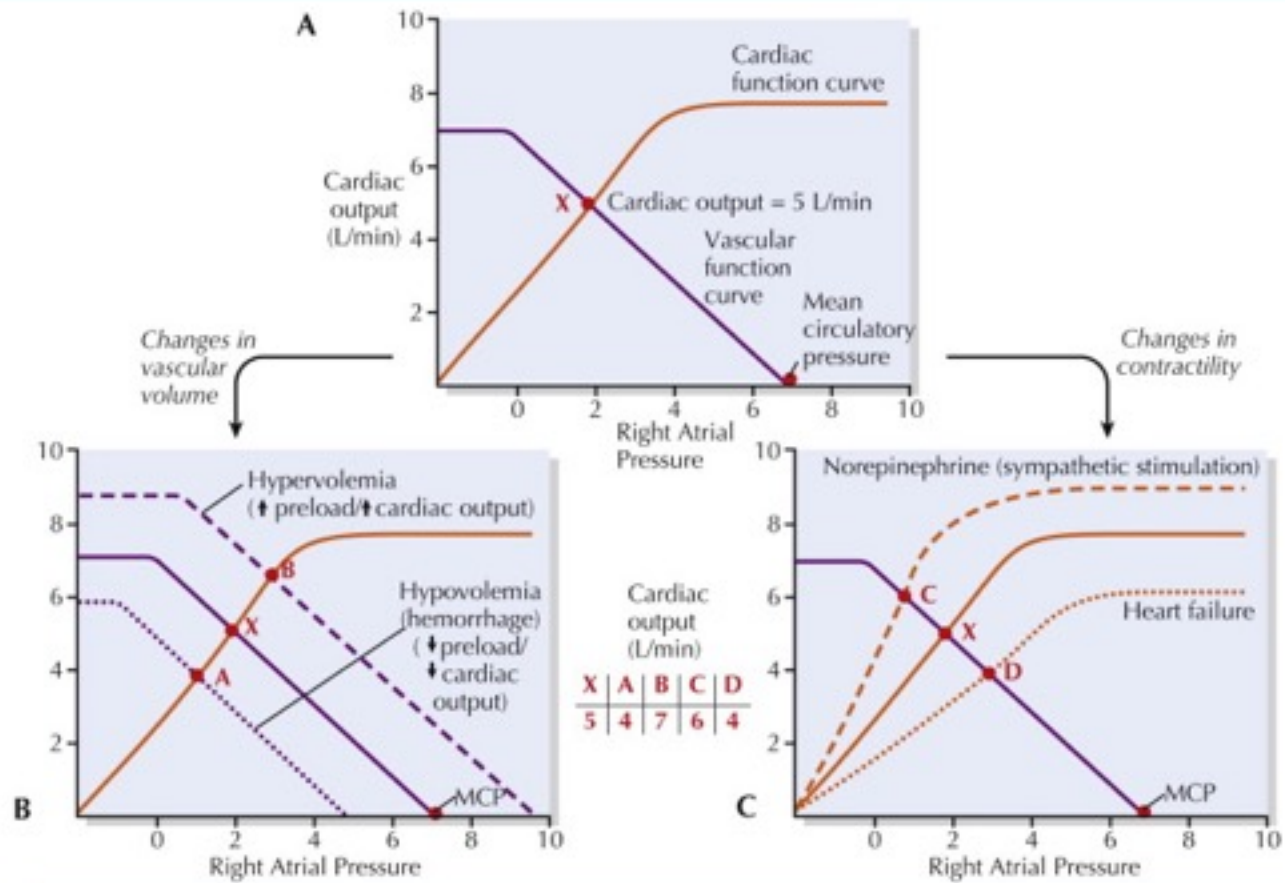 A
10
8
6
4
2
Cardiac
output
(L/min)
Cardiac
function curve
X
Cardiac output = 5 L/min
Vascular
function
curve
Mean
circulatory
pressure
0 2 4 6 8 10
Right Atrial
Pressure
Changes in
vascular
volume
Changes in
contractility
B
10
8
6
4
2
Hypervolemia
(⬆ preload/⬆ cardiac output)
B
X
A
Hypovolemia
(hemorrhage)
(⬇ preload/
⬇ cardiac
output)
MCP
0 2 4 6 8 10
Right Atrial Pressure
Cardiac
output
(L/min)
X A B C D
5 4 7 6 4
C
10
8
6
4
2
Norepinephrine (sympathetic stimulation)
C
X
D
Heart failure
MCP
0 2 4 6 8 10
Right Atrial Pressure